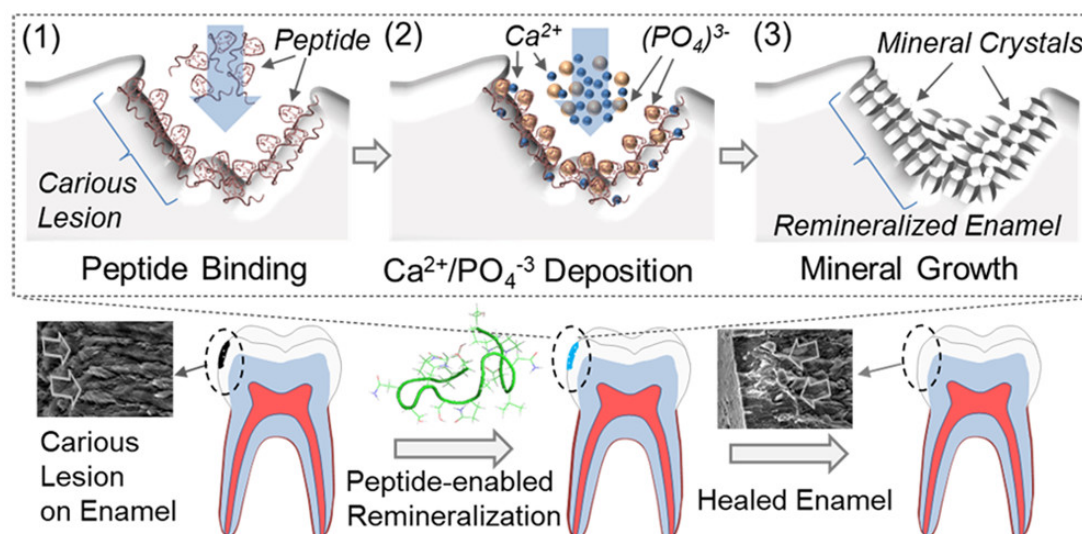 (1)
Peptide
Carious
Lesion
Peptide Binding
(2)
Ca²⁺
(PO₄)³⁻
Ca²⁺/PO₄⁻³ Deposition
(3)
Mineral Crystals
Remineralized Enamel
Mineral Growth
Carious
Lesion
on Enamel
Peptide-enabled
Remineralization
Healed Enamel